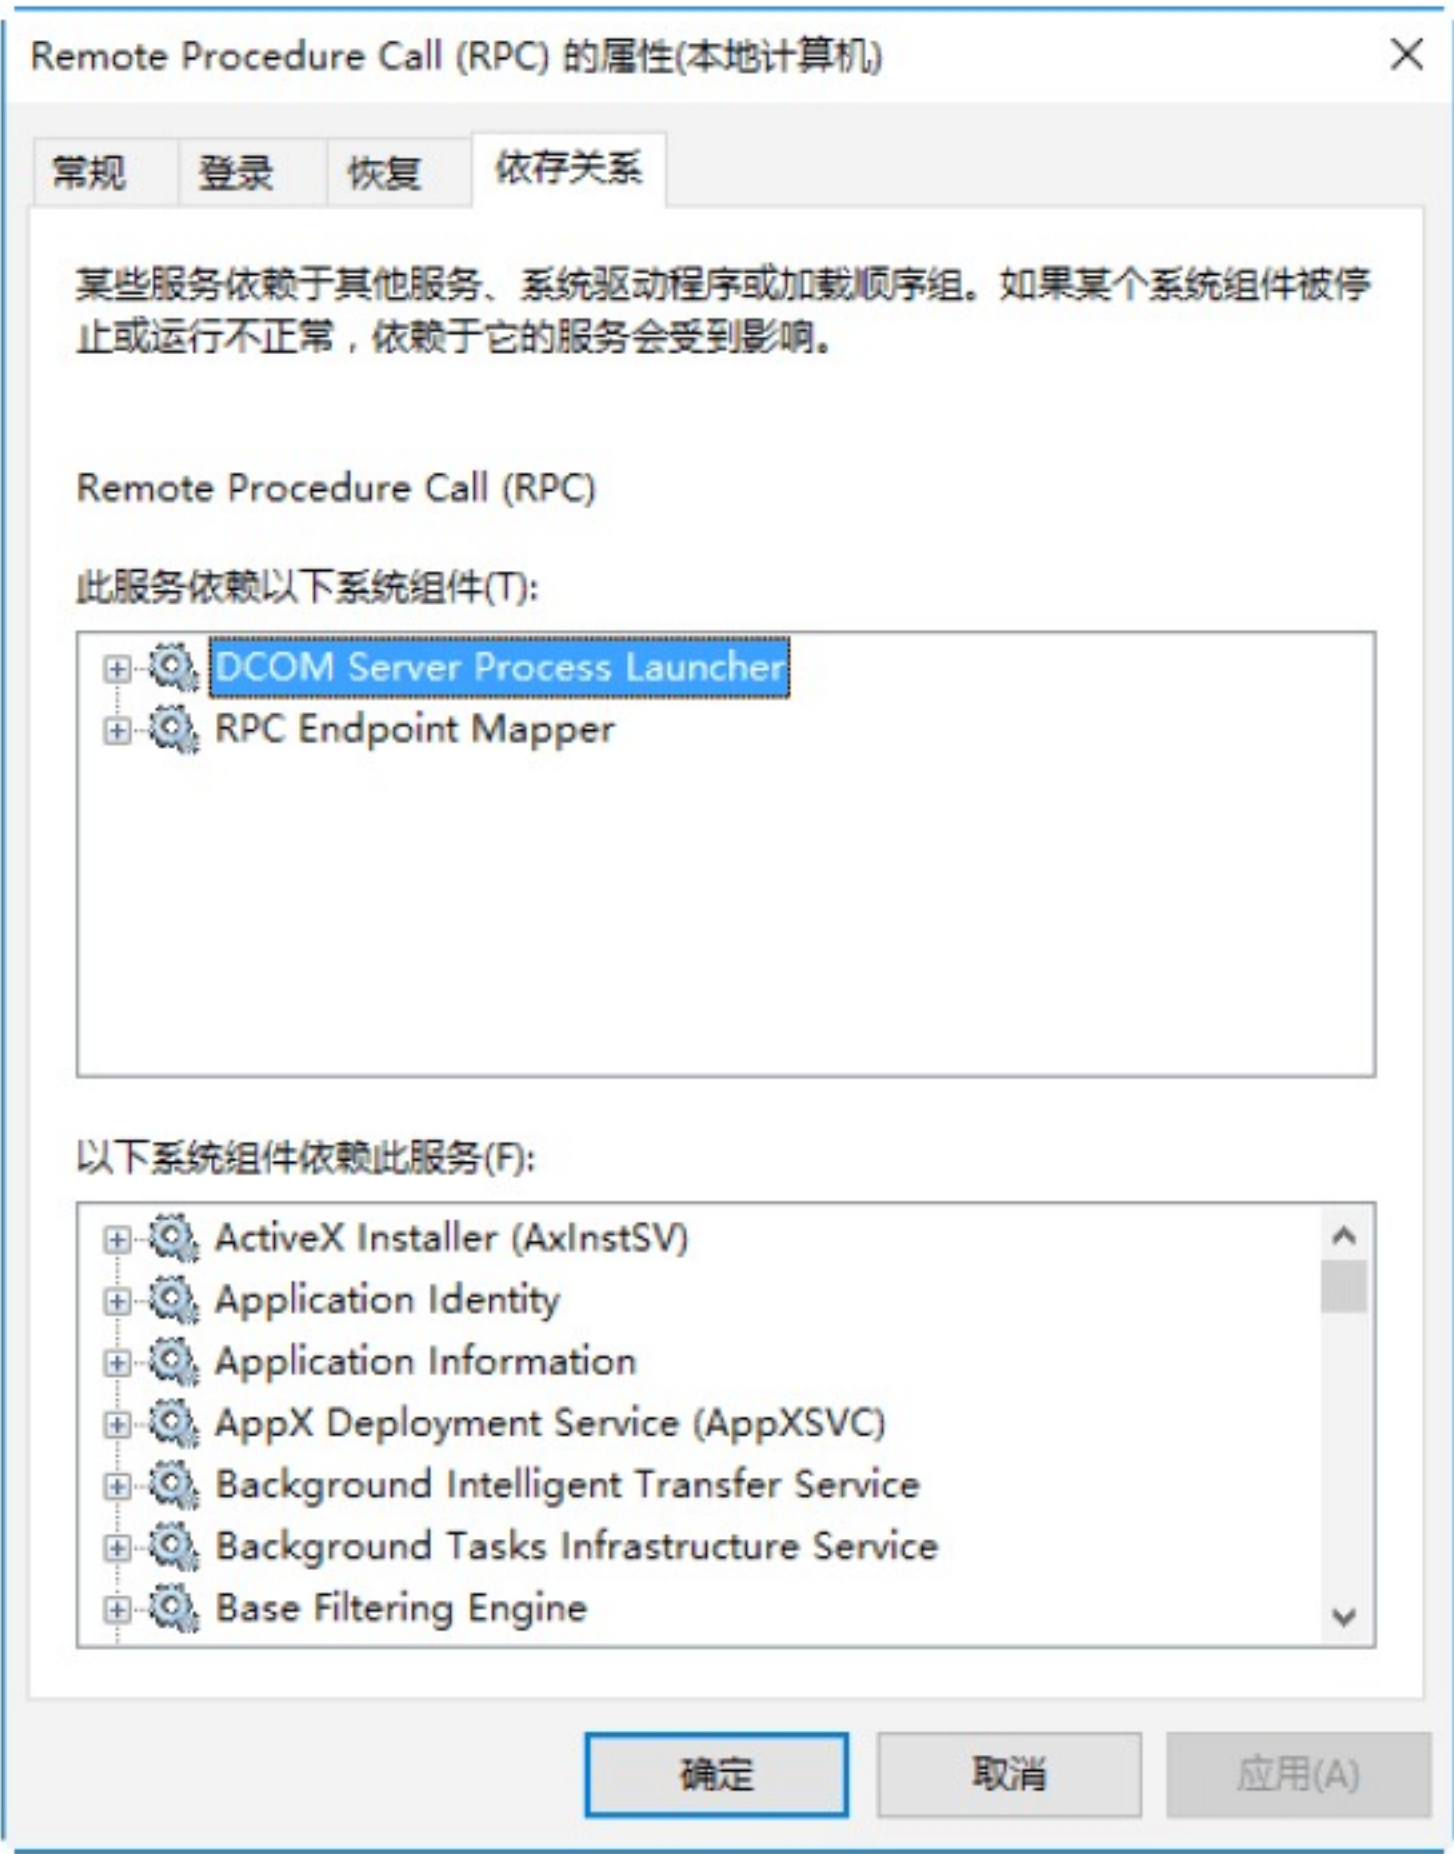 Remote Procedure Call (RPC) 的属性(本地计算机)
常规 登录 恢复 依存关系
某些服务依赖于其他服务、系统驱动程序或加载顺序组。如果某个系统组件被停
止或运行不正常，依赖于它的服务会受到影响。
Remote Procedure Call (RPC)
此服务依赖以下系统组件(T):
DCOM Server Process Launcher
RPC Endpoint Mapper
以下系统组件依赖此服务(F):
ActiveX Installer (AxInstSV)
Application Identity
Application Information
AppX Deployment Service (AppXSVC)
Background Intelligent Transfer Service
Background Tasks Infrastructure Service
Base Filtering Engine
确定 取消 应用(A)